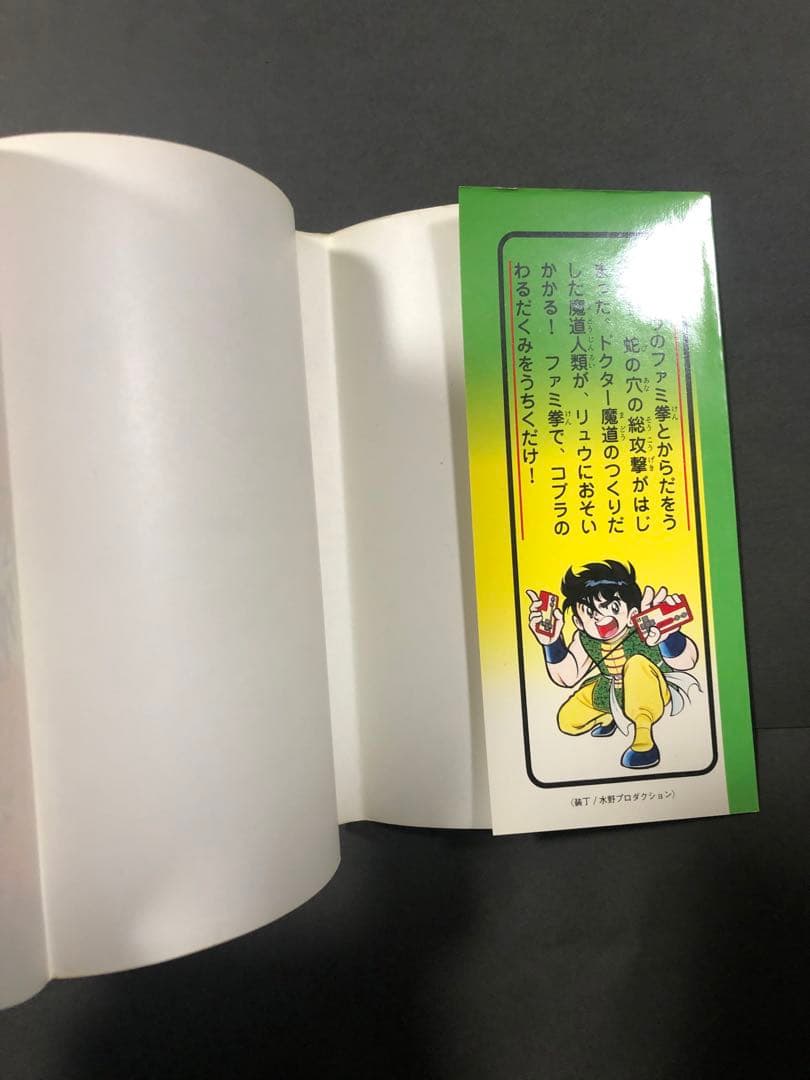 のファミ拳とからだをう
蛇の穴の総攻撃がはじ
まった。ドクター魔道のつくりだ
した魔道人類が、リュウにおそい
かかる! ファミ拳で、コブラの
わるだくみをうちくだけ!
(装丁/水野プロダクション)